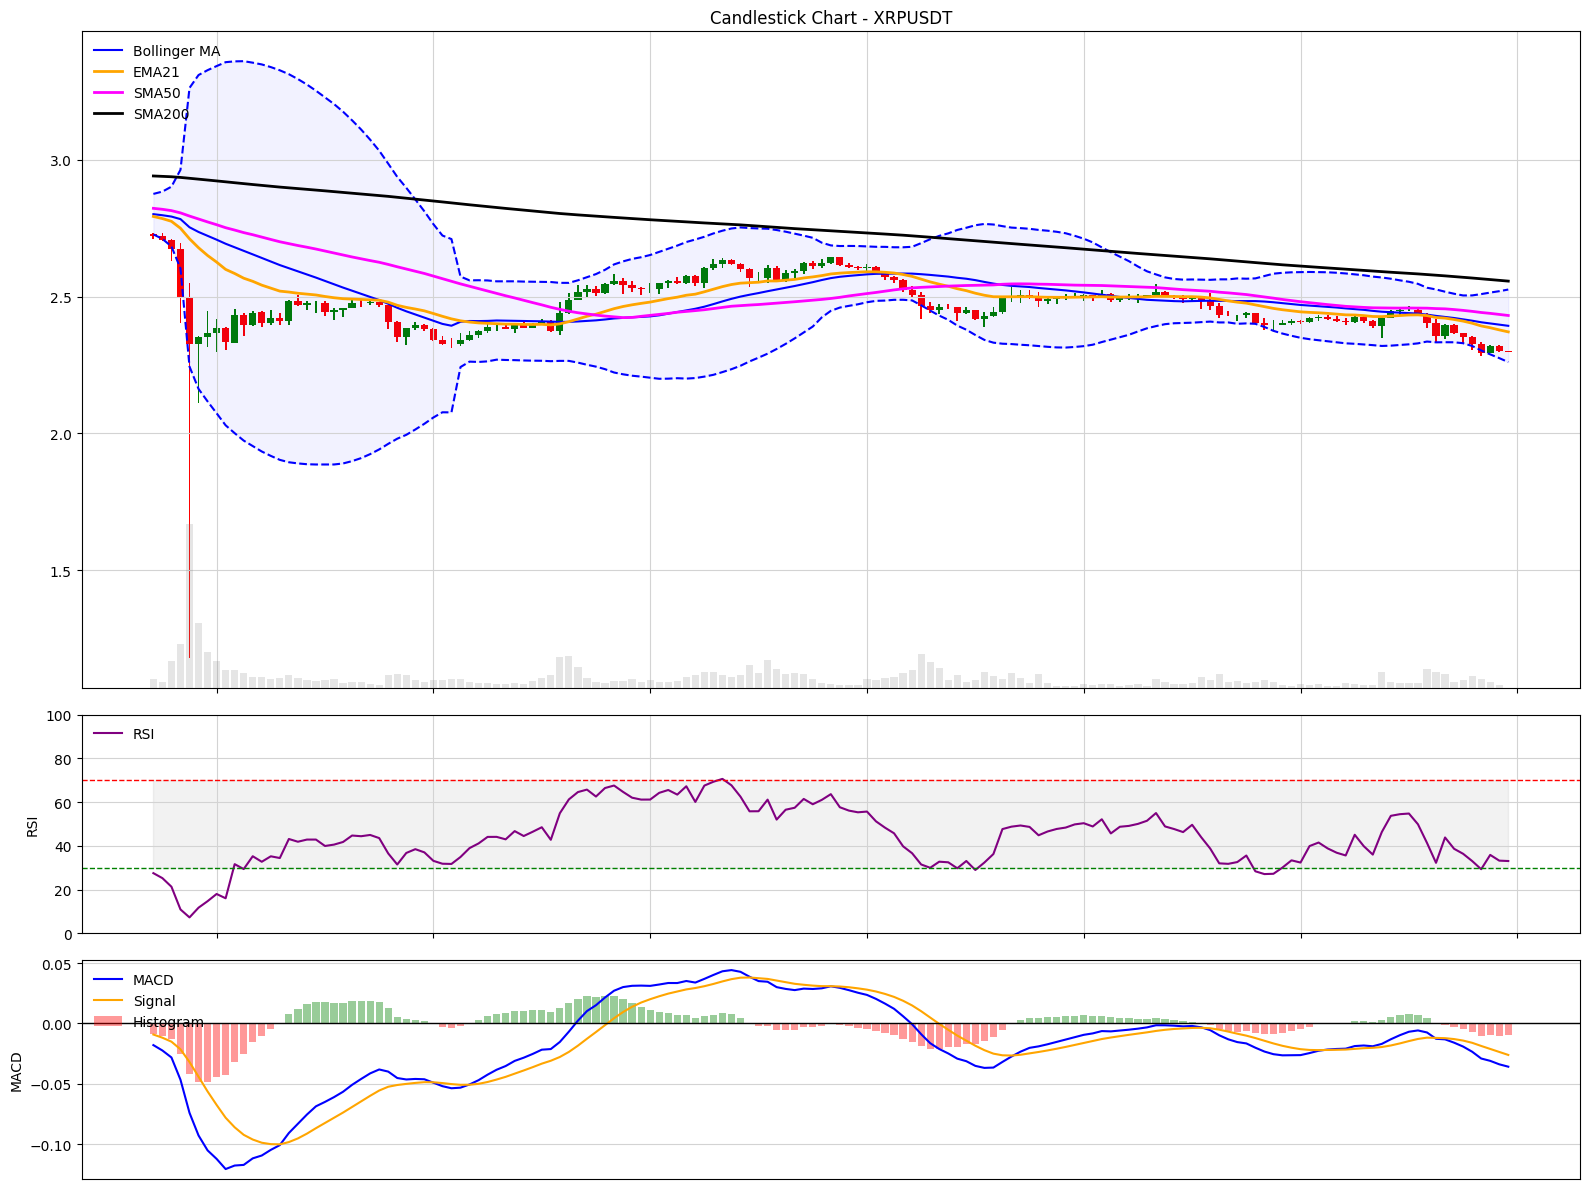 Candlestick Chart - XRPUSDT
Bollinger MA
EMA21
SMA50
SMA200
3.0
2.5
2.0
1.5
100
RSI
80
60
RSI
40
20
0
0.05
MACD
Signal
0.00
Histogram
MACD
−0.05
−0.10